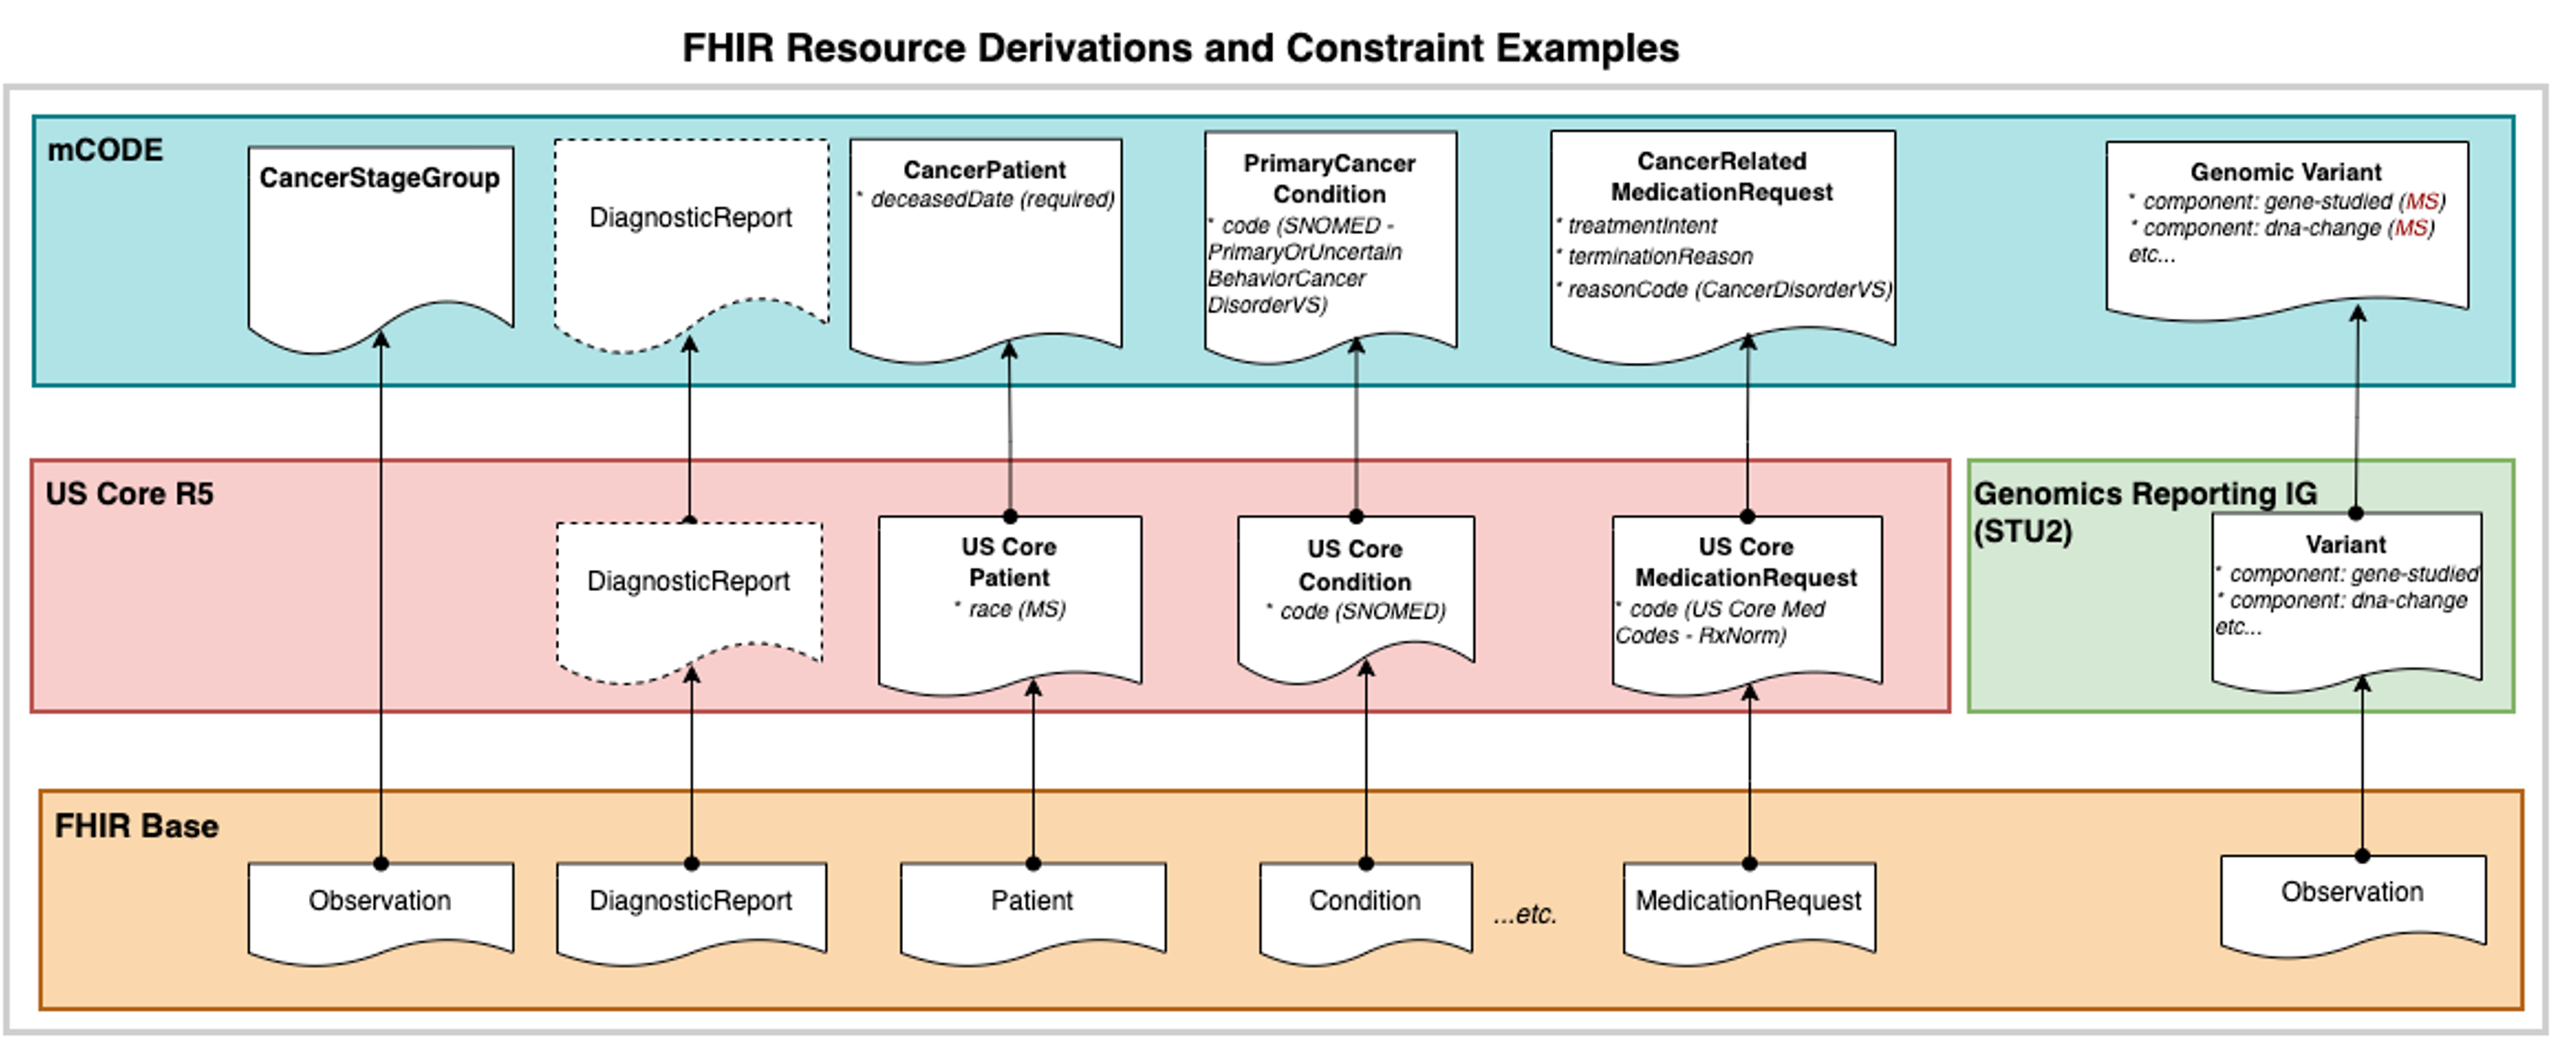 FHIR Resource Derivations and Constraint Examples
mCODE
CancerStageGroup
DiagnosticReport
CancerPatient
* deceasedDate (required)
PrimaryCancer
Condition
* code (SNOMED -
PrimaryOrUncertain
BehaviorCancer
DisorderVS)
CancerRelated
MedicationRequest
* treatmentIntent
* terminationReason
* reasonCode (CancerDisorderVS)
Genomic Variant
* component: gene-studied (MS)
* component: dna-change (MS)
etc...
US Core R5
DiagnosticReport
US Core
Patient
* race (MS)
US Core
Condition
* code (SNOMED)
US Core
MedicationRequest
* code (US Core Med
Codes - RxNorm)
Genomics Reporting IG
(STU2)
Variant
* component: gene-studied
* component: dna-change
etc...
FHIR Base
Observation
DiagnosticReport
Patient
Condition
...etc.
MedicationRequest
Observation